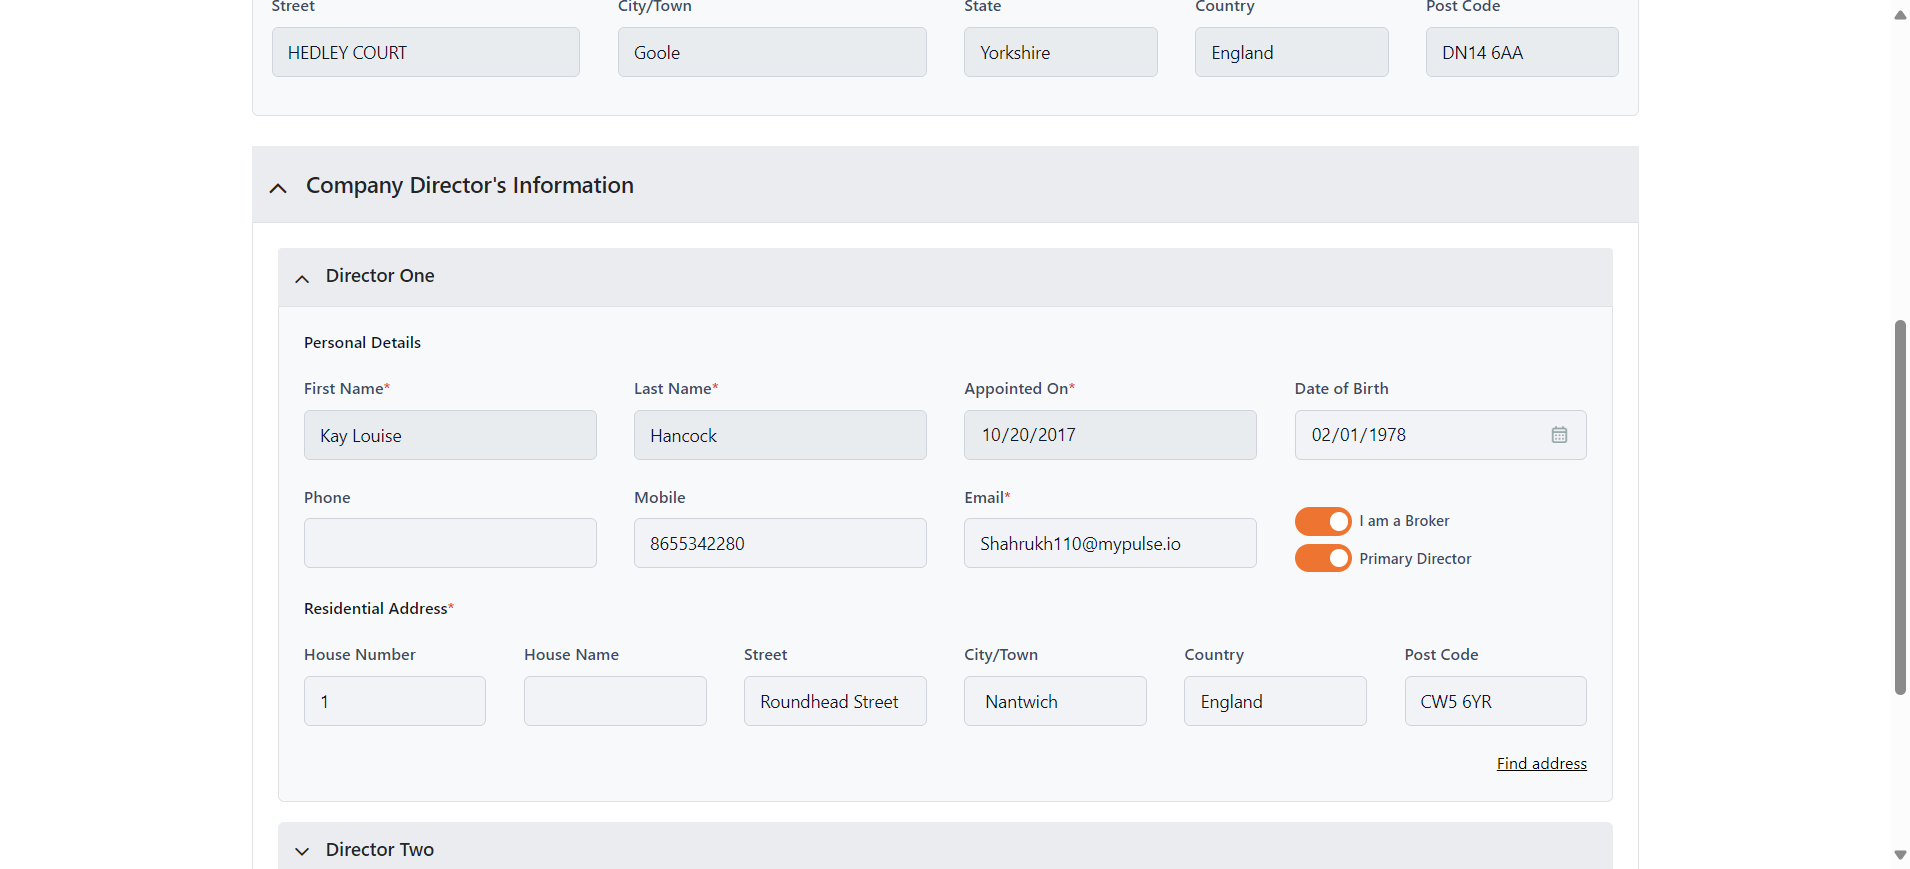 Street City/Town State Country Post Code
HEDLEY COURT Goole Yorkshire England DN14 6AA
Company Director's Information
Director One
Personal Details
First Name* Last Name* Appointed On* Date of Birth
Kay Louise Hancock 10/20/2017 02/01/1978
Phone Mobile Email*
I am a Broker
8655342280 Shahrukh110@mypulse.io
Primary Director
Residential Address*
House Number House Name Street City/Town Country Post Code
1 Roundhead Street Nantwich England CW5 6YR
Find address
Director Two